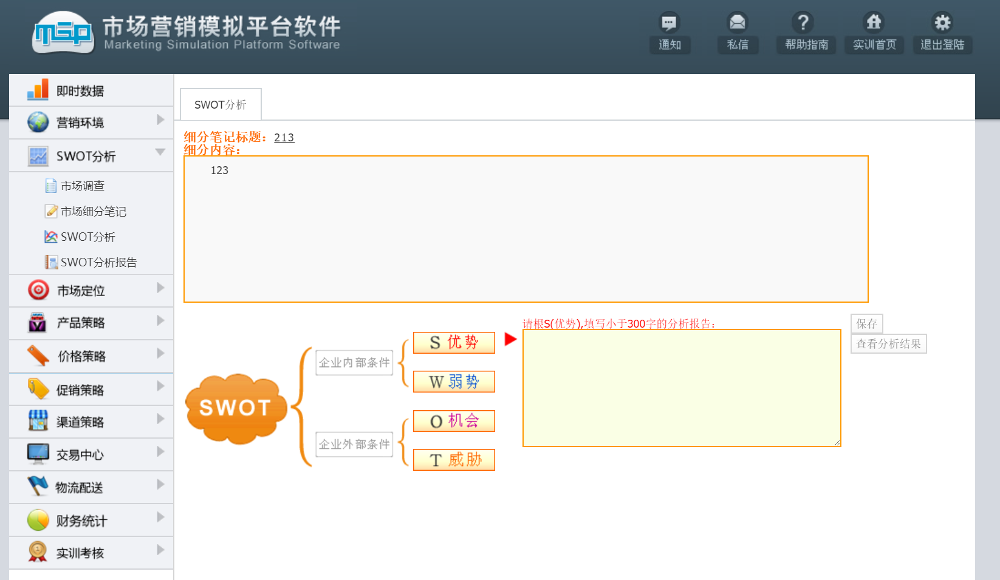 MSP 市场营销模拟平台软件
Marketing Simulation Platform Software
通知
私信
帮助指南
实训首页
退出登陆
即时数据
营销环境
SWOT分析
市场调查
市场细分笔记
SWOT分析
SWOT分析报告
市场定位
产品策略
价格策略
促销策略
渠道策略
交易中心
物流配送
财务统计
实训考核
SWOT分析
细分笔记标题：213
细分内容：
123
SWOT
企业内部条件
企业外部条件
S 优势
W 弱势
O 机会
T 威胁
请根S(优势),填写小于300字的分析报告：
保存
查看分析结果